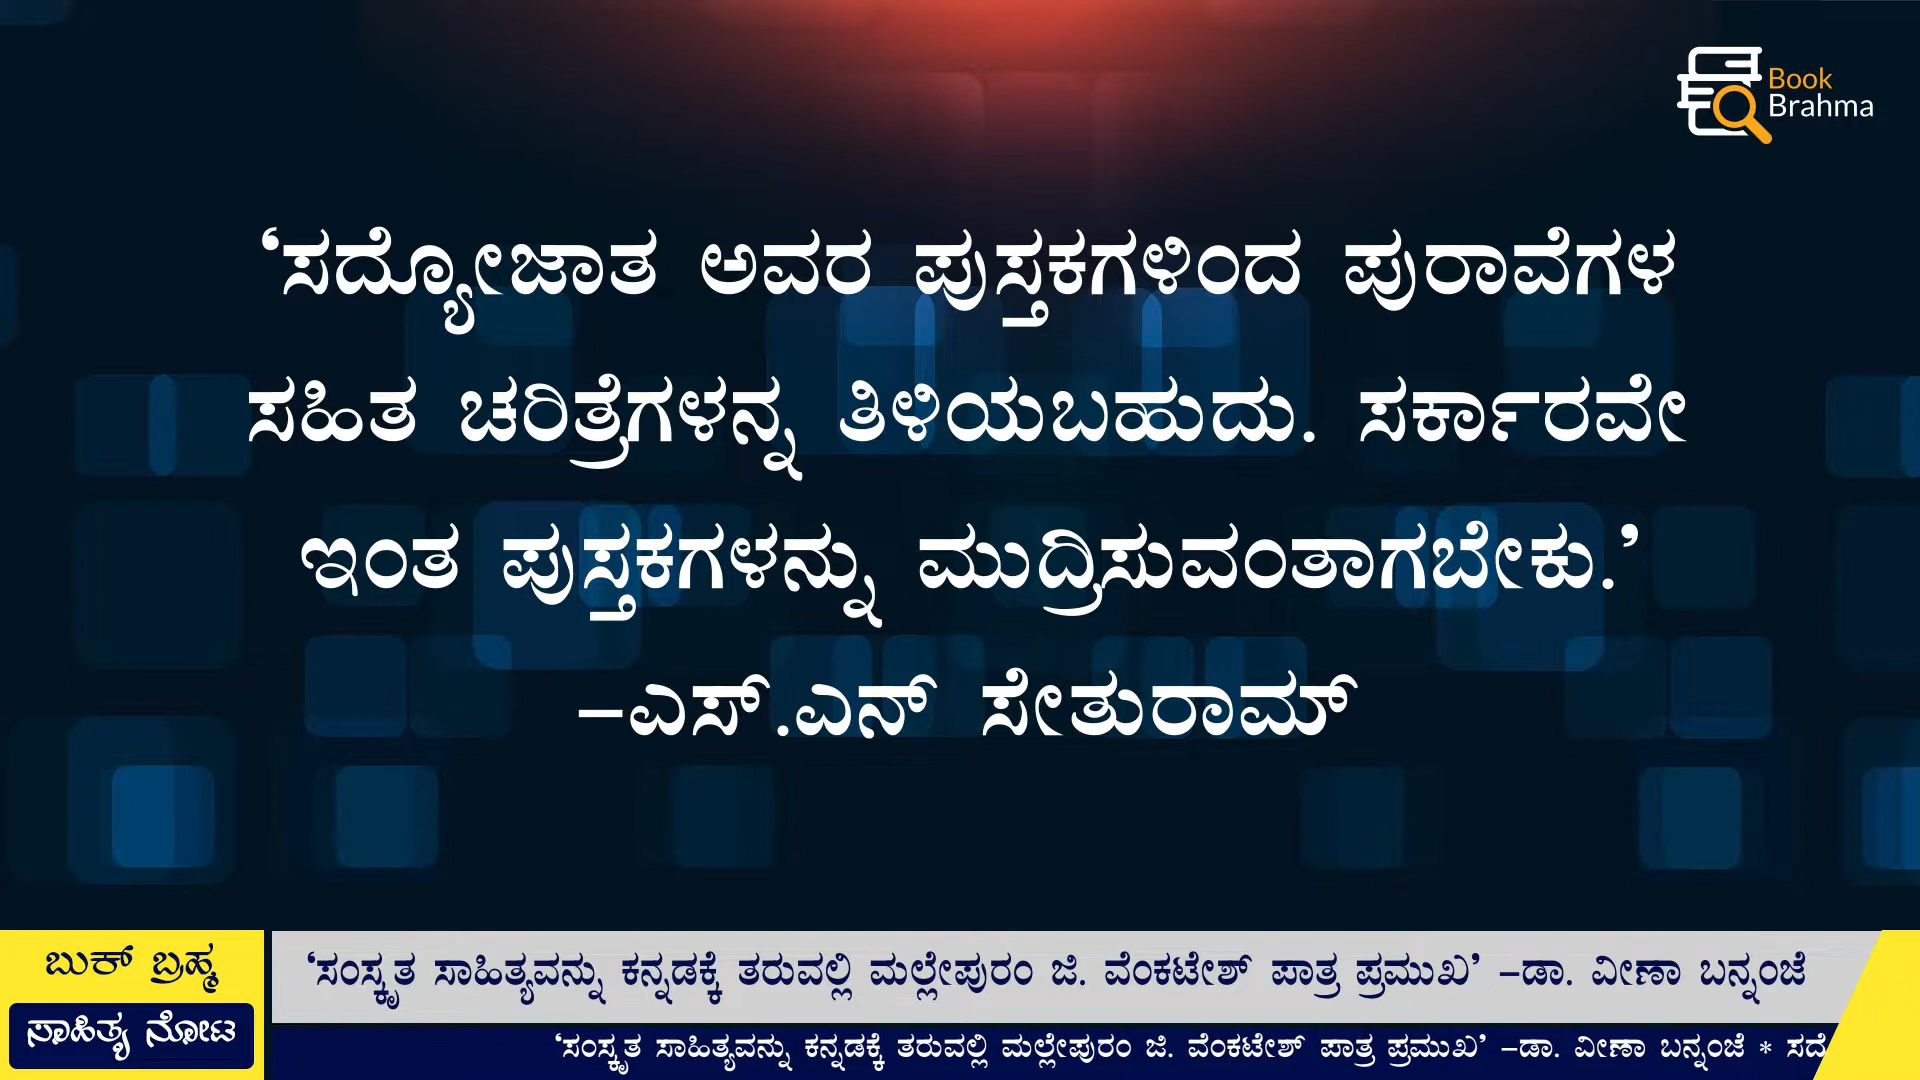 Book
Brahma
‘ಸದ್ಯೋಜಾತ ಅವರ ಪುಸ್ತಕಗಳಿಂದ ಪುರಾವೆಗಳ
ಸಹಿತ ಚರಿತ್ರೆಗಳನ್ನ ತಿಳಿಯಬಹುದು. ಸರ್ಕಾರವೇ
ಇಂತ ಪುಸ್ತಕಗಳನ್ನು ಮುದ್ರಿಸುವಂತಾಗಬೇಕು.’
–ಎಸ್.ಎನ್ ಸೇತುರಾಮ್
ಬುಕ್ ಬ್ರಹ್ಮ
ಸಾಹಿತ್ಯ ನೋಟ
‘ಸಂಸ್ಕೃತ ಸಾಹಿತ್ಯವನ್ನು ಕನ್ನಡಕ್ಕೆ ತರುವಲ್ಲಿ ಮಲ್ಲೇಪುರಂ ಜಿ. ವೆಂಕಟೇಶ್ ಪಾತ್ರ ಪ್ರಮುಖ’ –ಡಾ. ವೀಣಾ ಬನ್ನಂಜೆ
‘ಸಂಸ್ಕೃತ ಸಾಹಿತ್ಯವನ್ನು ಕನ್ನಡಕ್ಕೆ ತರುವಲ್ಲಿ ಮಲ್ಲೇಪುರಂ ಜಿ. ವೆಂಕಟೇಶ್ ಪಾತ್ರ ಪ್ರಮುಖ’ –ಡಾ. ವೀಣಾ ಬನ್ನಂಜೆ *